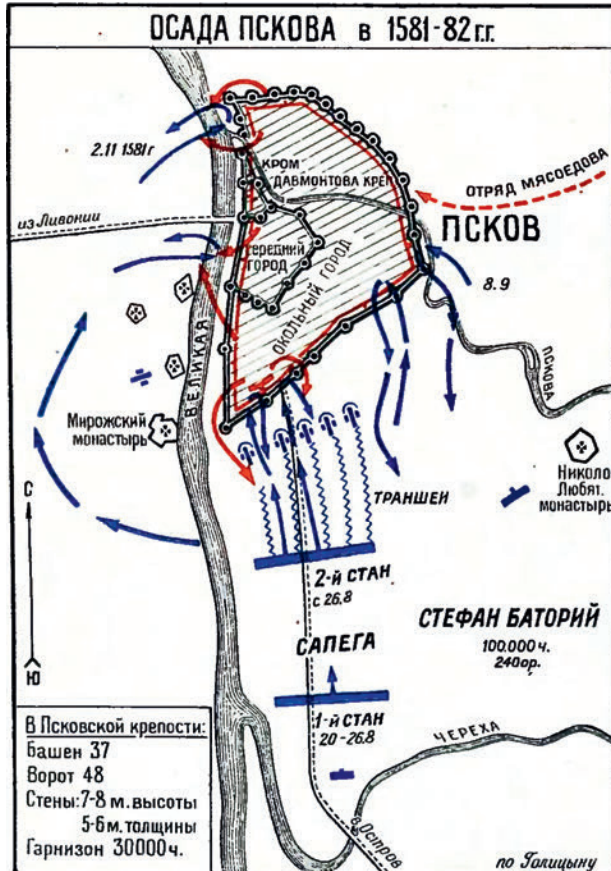 ОСАДА ПСКОВА в 1581-82 г.г.
2.11 1581г
КРОМ
ДАВМОНТОВА КРЕП
ОТРЯД МЯСОЕДОВА
из Ливонии
ПСКОВ
СЕРЕДНИЙ
ГОРОД
ОКОЛЬНЫЙ ГОРОД
8.9
ВЕЛИКАЯ
ПСКОВА
Мирожский
монастырь
Николо
Любят.
монастырь
ТРАНШЕИ
С
Ю
2-й СТАН
с 26.8
СТЕФАН БАТОРИЙ
100.000 ч.
240 ор.
САПЕГА
1-й СТАН
20-26.8
ЧЕРЕХА
В Псковской крепости:
Башен 37
Ворот 48
Стены: 7-8 м. высоты
5-6 м. толщины
Гарнизон 30000 ч.
в Остров
по Голицыну